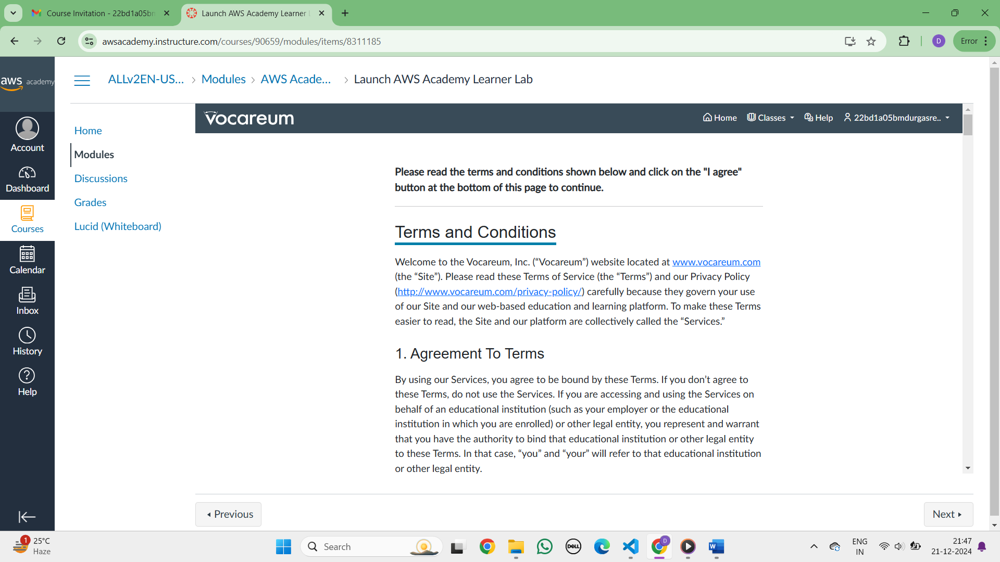 Course Invitation - 22bd1a05bm
Launch AWS Academy Learner L
awsacademy.instructure.com/courses/90659/modules/items/8311185
D
Error
aws academy
ALLv2EN-US... > Modules > AWS Acade... > Launch AWS Academy Learner Lab
Account
Dashboard
Courses
Calendar
Inbox
History
Help
Home
Modules
Discussions
Grades
Lucid (Whiteboard)
vocareum
Home Classes Help 22bd1a05bmdurgasre..
Please read the terms and conditions shown below and click on the "I agree"
button at the bottom of this page to continue.
Terms and Conditions
Welcome to the Vocareum, Inc. (“Vocareum”) website located at www.vocareum.com
(the “Site”). Please read these Terms of Service (the “Terms”) and our Privacy Policy
(http://www.vocareum.com/privacy-policy/) carefully because they govern your use
of our Site and our web-based education and learning platform. To make these Terms
easier to read, the Site and our platform are collectively called the “Services.”
1. Agreement To Terms
By using our Services, you agree to be bound by these Terms. If you don’t agree to
these Terms, do not use the Services. If you are accessing and using the Services on
behalf of an educational institution (such as your employer or the educational
institution in which you are enrolled) or other legal entity, you represent and warrant
that you have the authority to bind that educational institution or other legal entity
to these Terms. In that case, “you” and “your” will refer to that educational institution
or other legal entity.
Previous
Next
1
25°C
Haze
Search
DELL
D
W
ENG
IN
21:47
21-12-2024